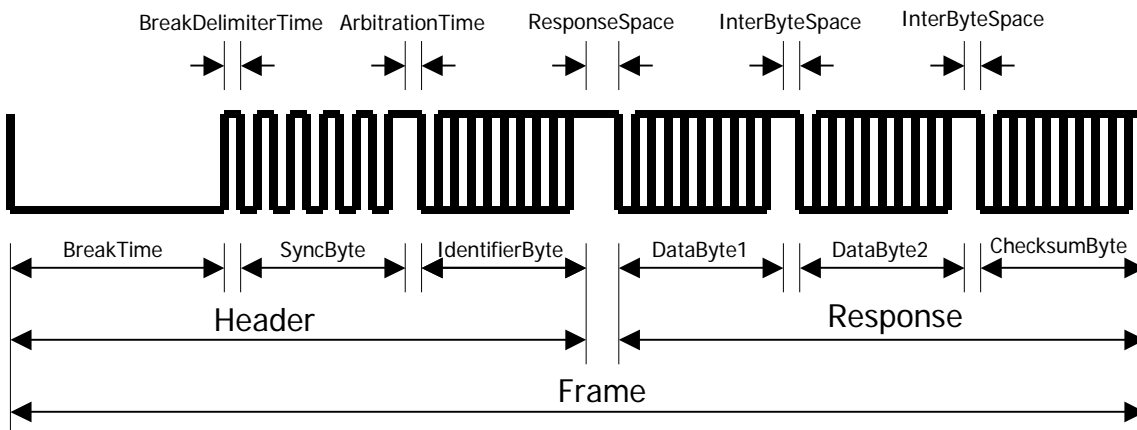 BreakDelimiterTime ArbitrationTime ResponseSpace InterByteSpace InterByteSpace
BreakTime SyncByte IdentifierByte DataByte1 DataByte2 ChecksumByte
Header Response
Frame